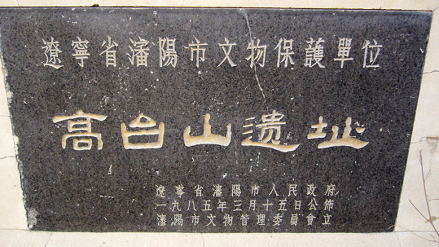 遼寧省瀋陽市文物保護單位
高台山遗址
遼寧省瀋陽市人民政府
一九八五年三月十五日公佈
瀋陽市文物管理委員會立